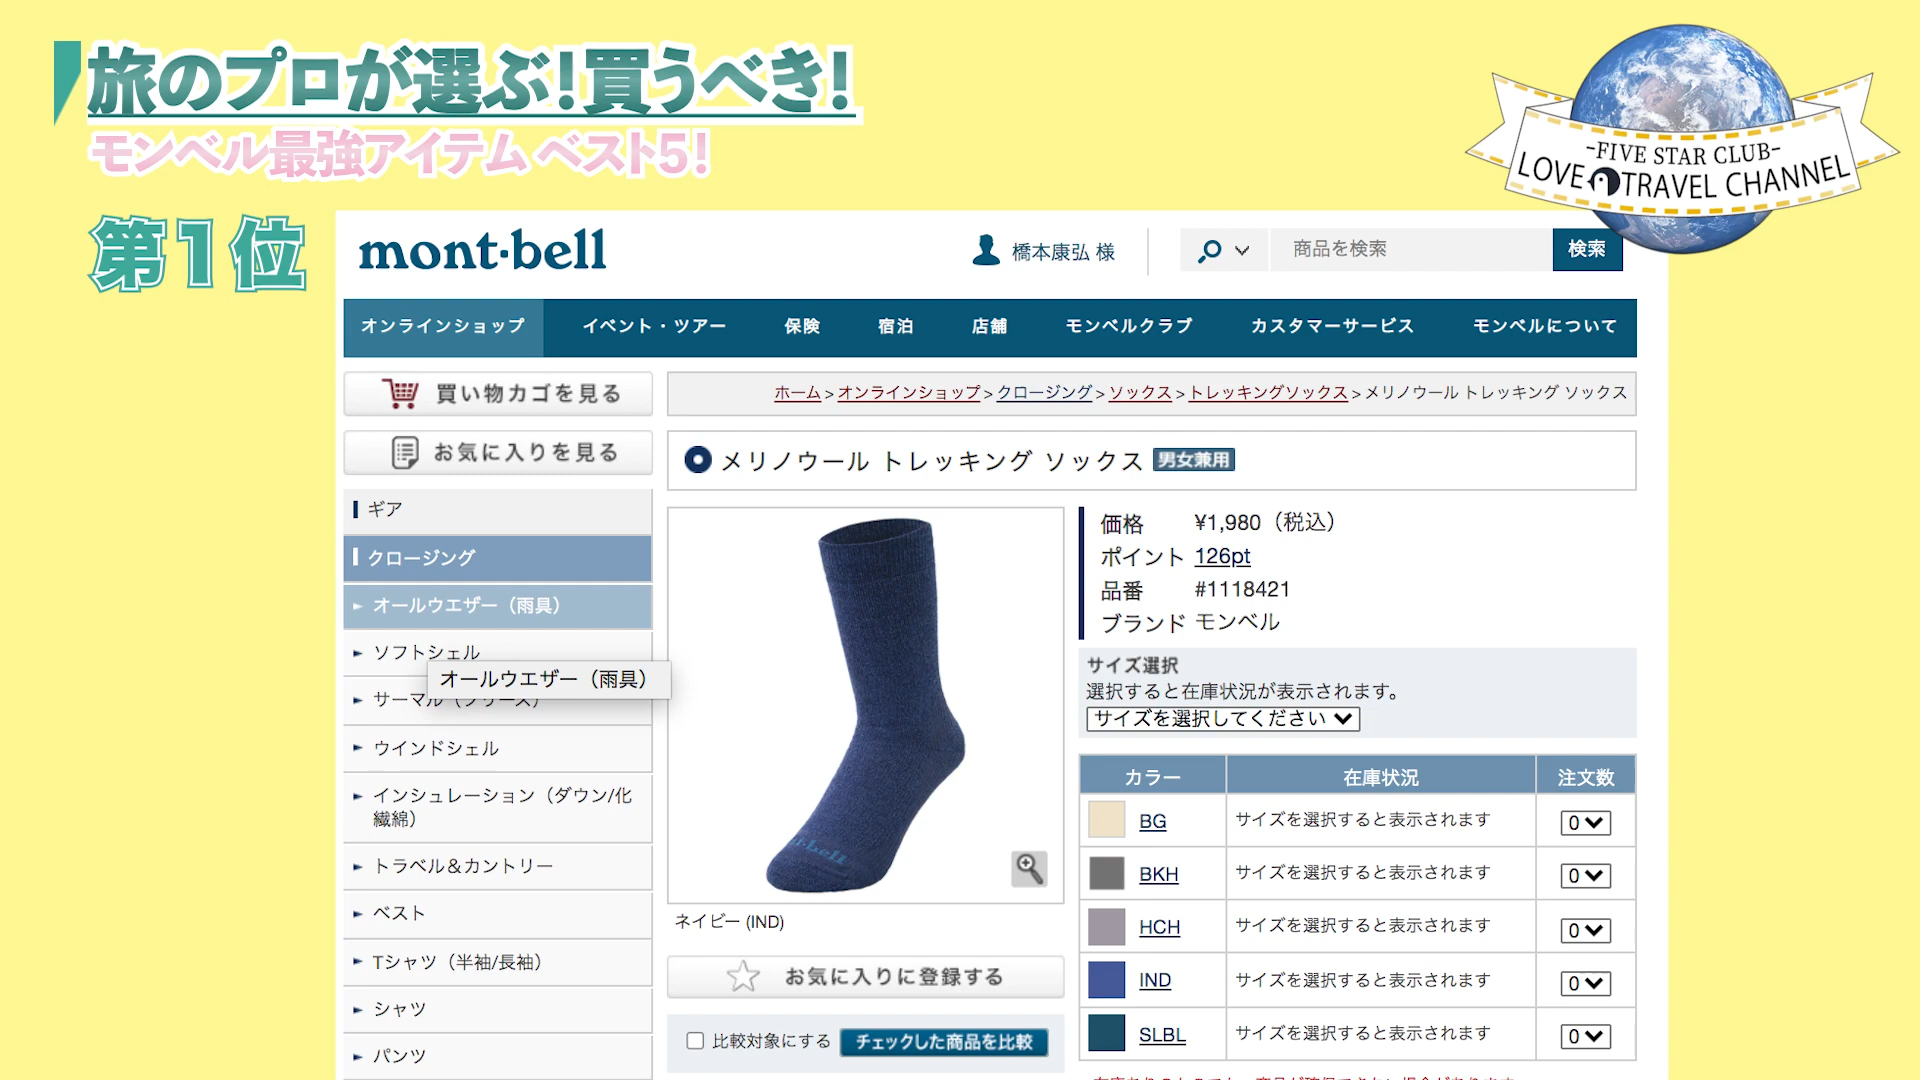 旅のプロが選ぶ!買うべき!
モンベル最強アイテム ベスト5!
-FIVE STAR CLUB-
LOVE TRAVEL CHANNEL
第1位
mont·bell
橋本康弘 様
商品を検索
検索
オンラインショップ
イベント・ツアー
保険
宿泊
店舗
モンベルクラブ
カスタマーサービス
モンベルについて
買い物カゴを見る
お気に入りを見る
ホーム > オンラインショップ > クロージング > ソックス > トレッキングソックス > メリノウール トレッキング ソックス
メリノウール トレッキング ソックス 男女兼用
ギア
クロージング
オールウエザー（雨具）
ソフトシェル
オールウエザー（雨具）
サーマル（フリース）
ウインドシェル
インシュレーション（ダウン/化
繊綿）
トラベル＆カントリー
ベスト
Tシャツ（半袖/長袖）
シャツ
パンツ
ネイビー (IND)
お気に入りに登録する
比較対象にする
チェックした商品を比較
価格 ¥1,980（税込）
ポイント 126pt
品番 #1118421
ブランド モンベル
サイズ選択
選択すると在庫状況が表示されます。
サイズを選択してください
カラー 在庫状況 注文数
BG サイズを選択すると表示されます 0
BKH サイズを選択すると表示されます 0
HCH サイズを選択すると表示されます 0
IND サイズを選択すると表示されます 0
SLBL サイズを選択すると表示されます 0